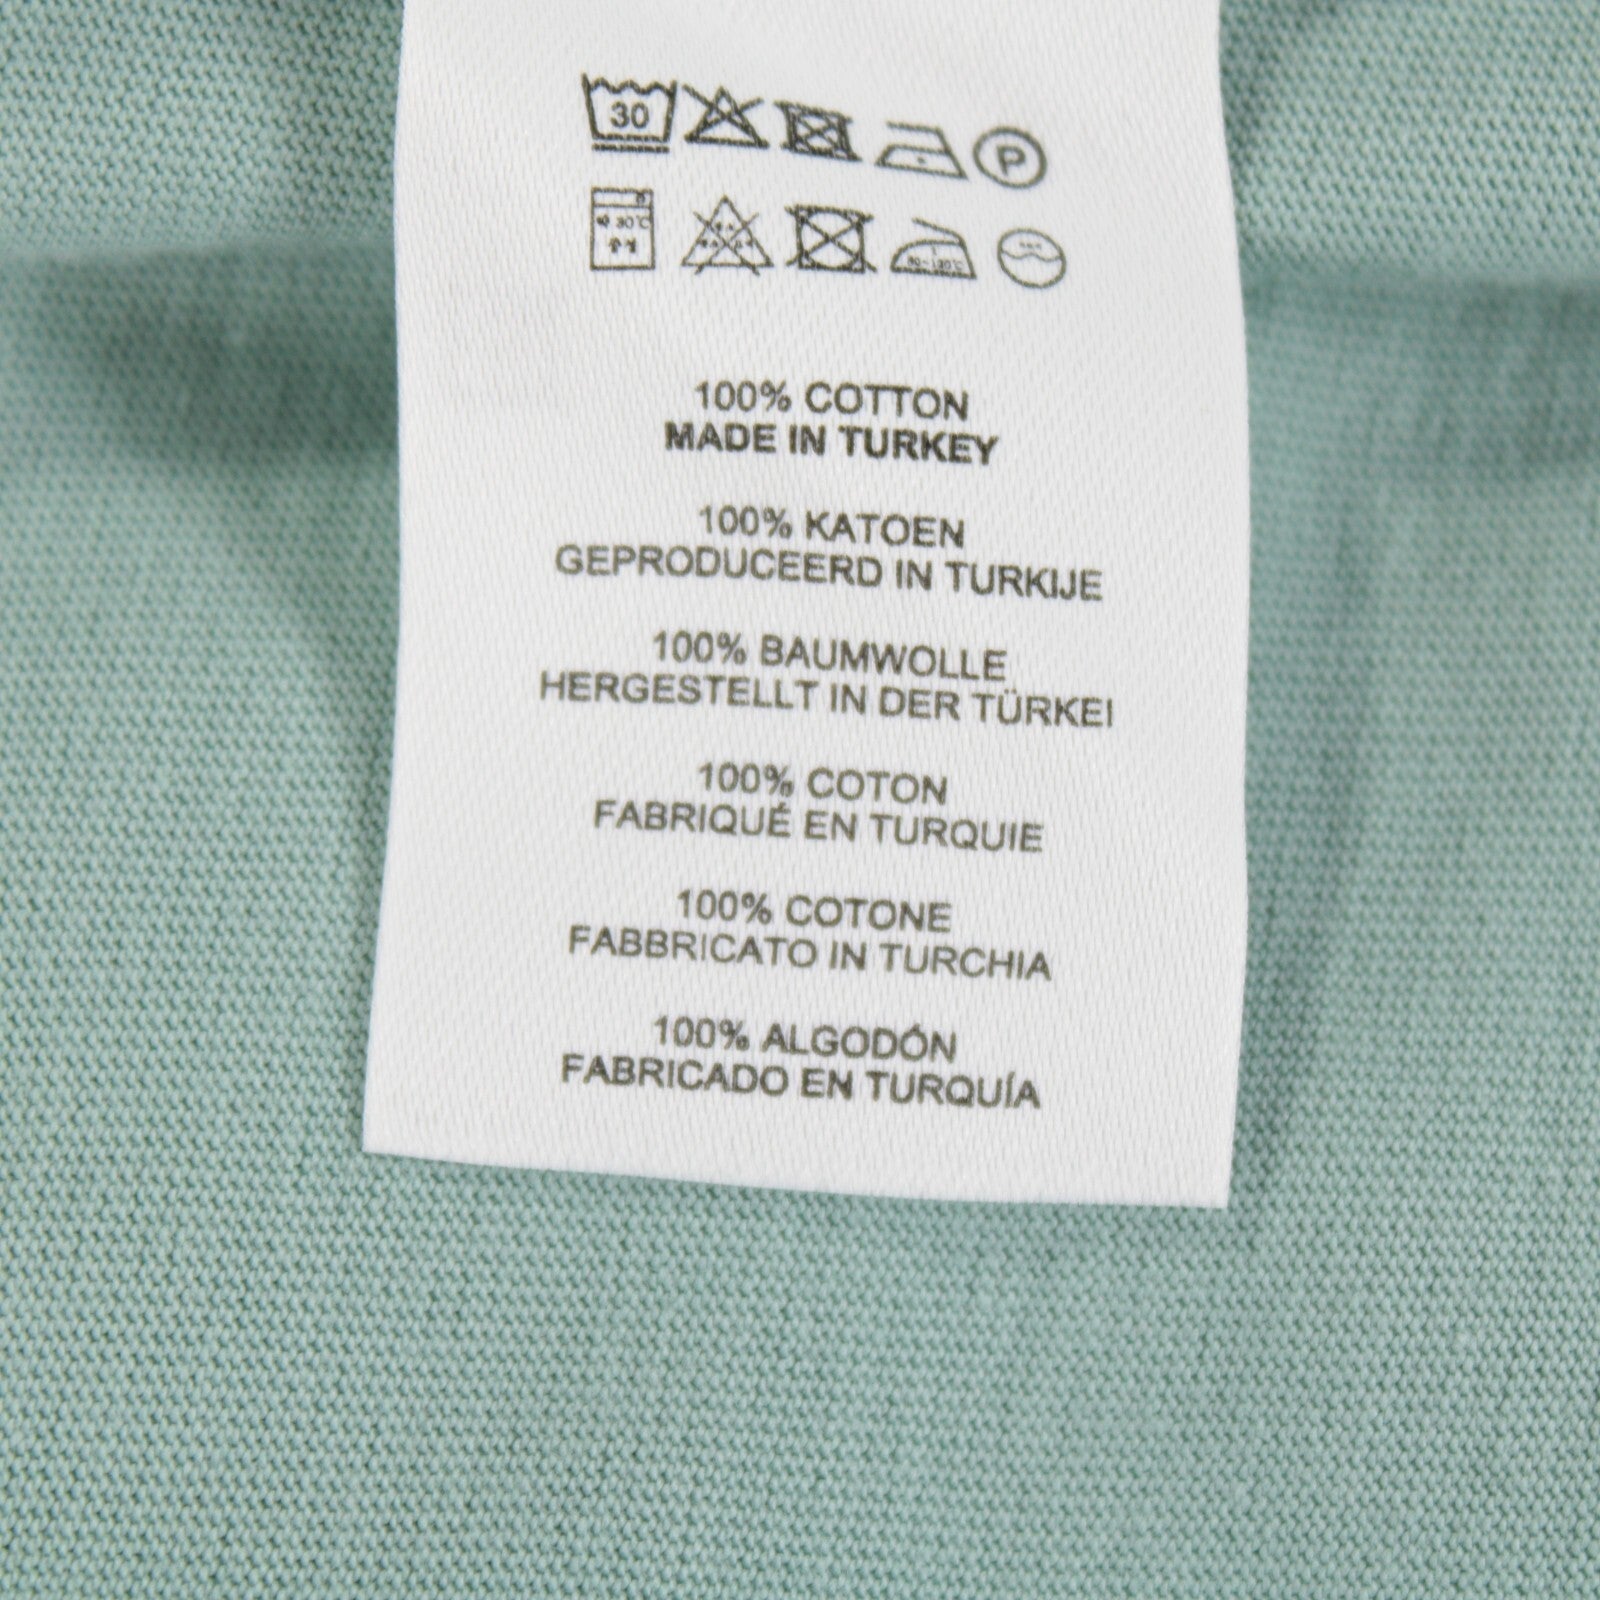 30 P
30°C
100% COTTON
MADE IN TURKEY
100% KATOEN
GEPRODUCEERD IN TURKIJE
100% BAUMWOLLE
HERGESTELLT IN DER TÜRKEI
100% COTON
FABRIQUÉ EN TURQUIE
100% COTONE
FABBRICATO IN TURCHIA
100% ALGODÓN
FABRICADO EN TURQUÍA